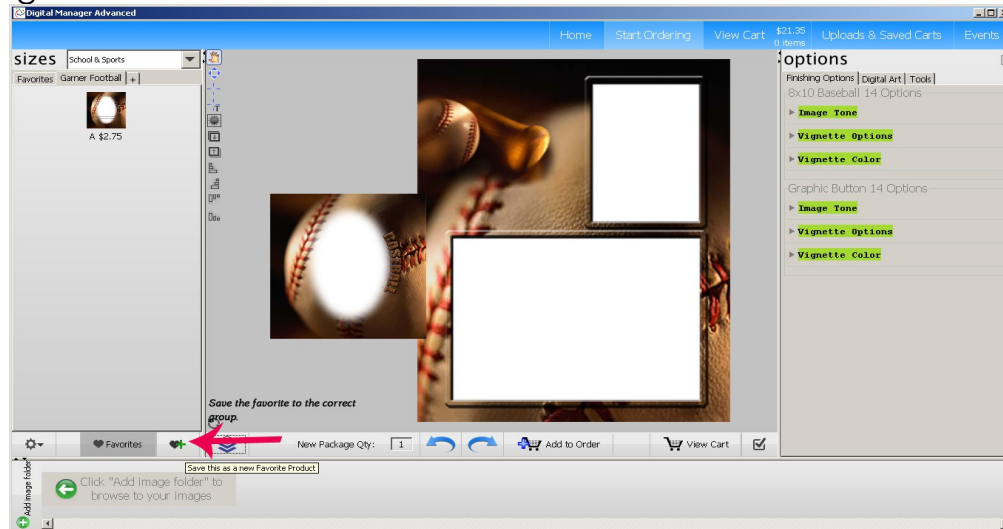 Digital Manager Advanced
Home Start Ordering View Cart $21.35 0 items Uploads & Saved Carts Events
sizes School & Sports
Favorites Garner Football +
A $2.75
options
Finishing Options Digital Art Tools
8x10 Baseball 14 Options
Image Tone
Vignette Options
Vignette Color
Graphic Button 14 Options
Image Tone
Vignette Options
Vignette Color
BASEBALL
Save the favorite to the correct
group.
Favorites New Package Qty: 1 Add to Order View Cart
Save this as a new Favorite Product
Add image folder
Click "Add image folder" to
browse to your images